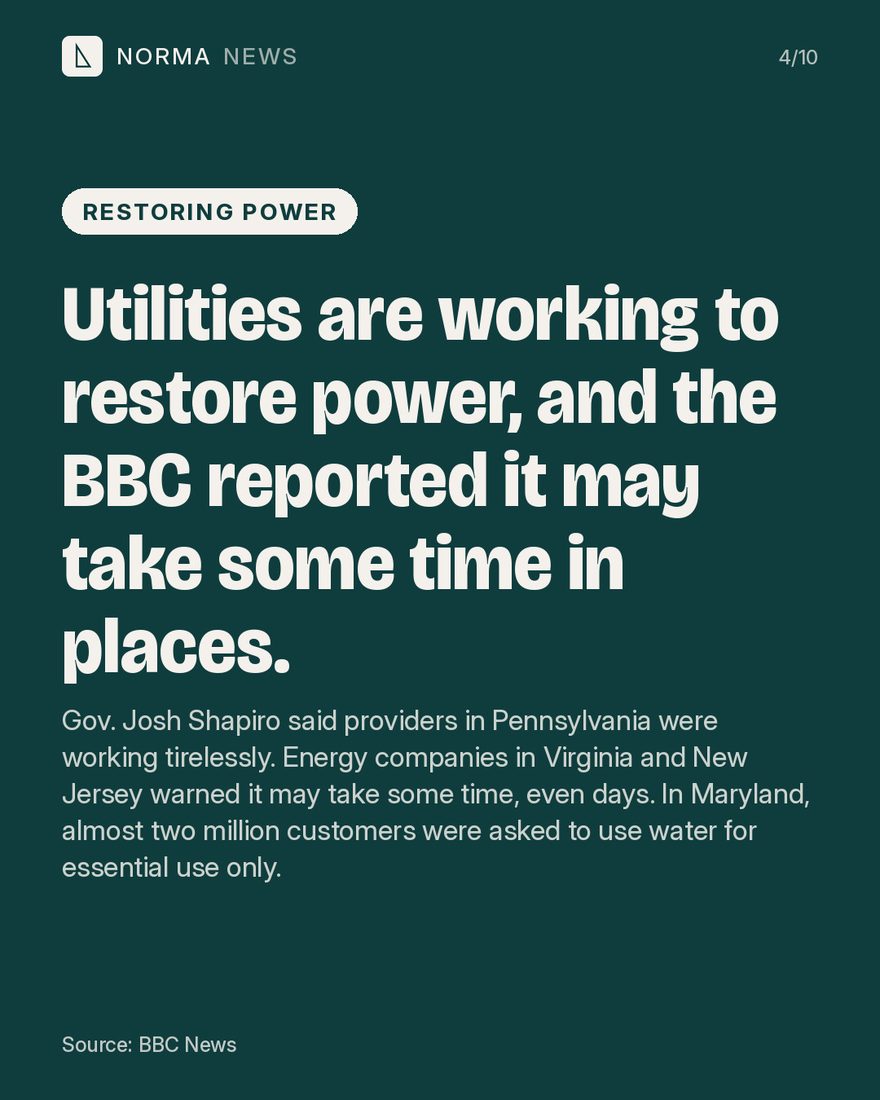 NORMA NEWS
4/10
RESTORING POWER
Utilities are working to
restore power, and the
BBC reported it may
take some time in
places.
Gov. Josh Shapiro said providers in Pennsylvania were
working tirelessly. Energy companies in Virginia and New
Jersey warned it may take some time, even days. In Maryland,
almost two million customers were asked to use water for
essential use only.
Source: BBC News